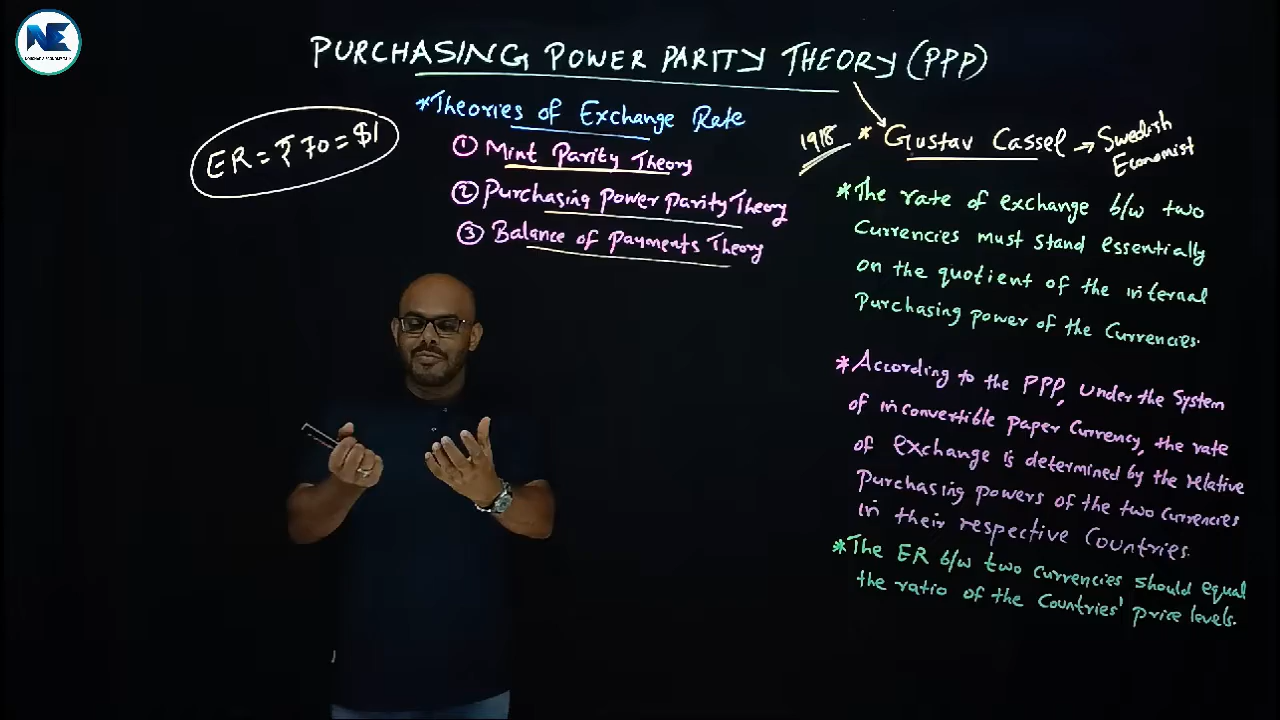 NE
PURCHASING POWER PARITY THEORY (PPP)
ER = ₹ 70 = $1
*Theories of Exchange Rate
① Mint Parity Theory
② Purchasing Power Parity Theory
③ Balance of Payments Theory
1918 * Gustav Cassel → Swedish
Economist
*The rate of exchange b/w two
Currencies must stand essentially
on the quotient of the internal
Purchasing power of the currencies.
*According to the PPP, under the System
of inconvertible paper currency, the rate
of exchange is determined by the relative
Purchasing powers of the two currencies
in their respective Countries.
*The ER b/w two currencies should equal
the ratio of the Countries' price levels.